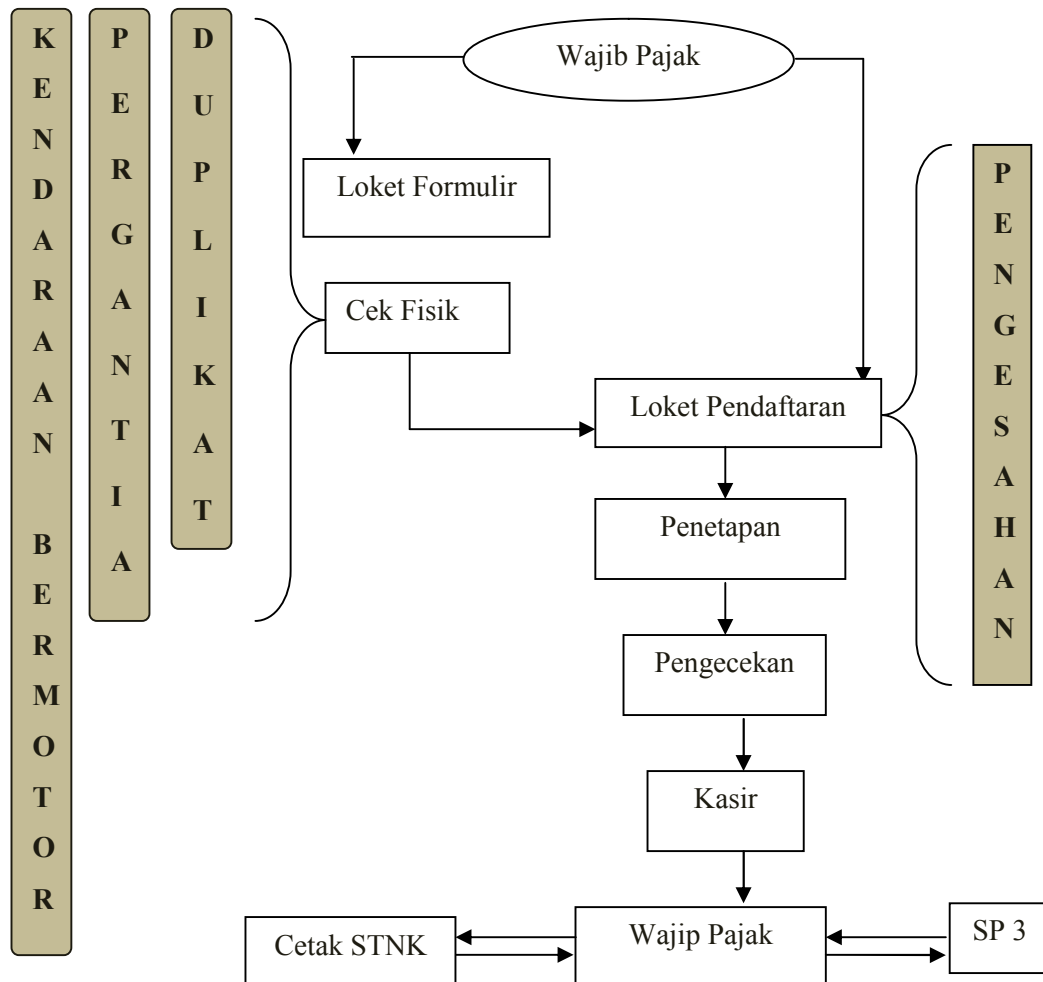 KENDARAAN BERMOTOR
PERGANTIA
DUPLIKAT
Wajib Pajak
Loket Formulir
PENGESAHAN
Cek Fisik
Loket Pendaftaran
Penetapan
Pengecekan
Kasir
Cetak STNK
Wajip Pajak
SP 3